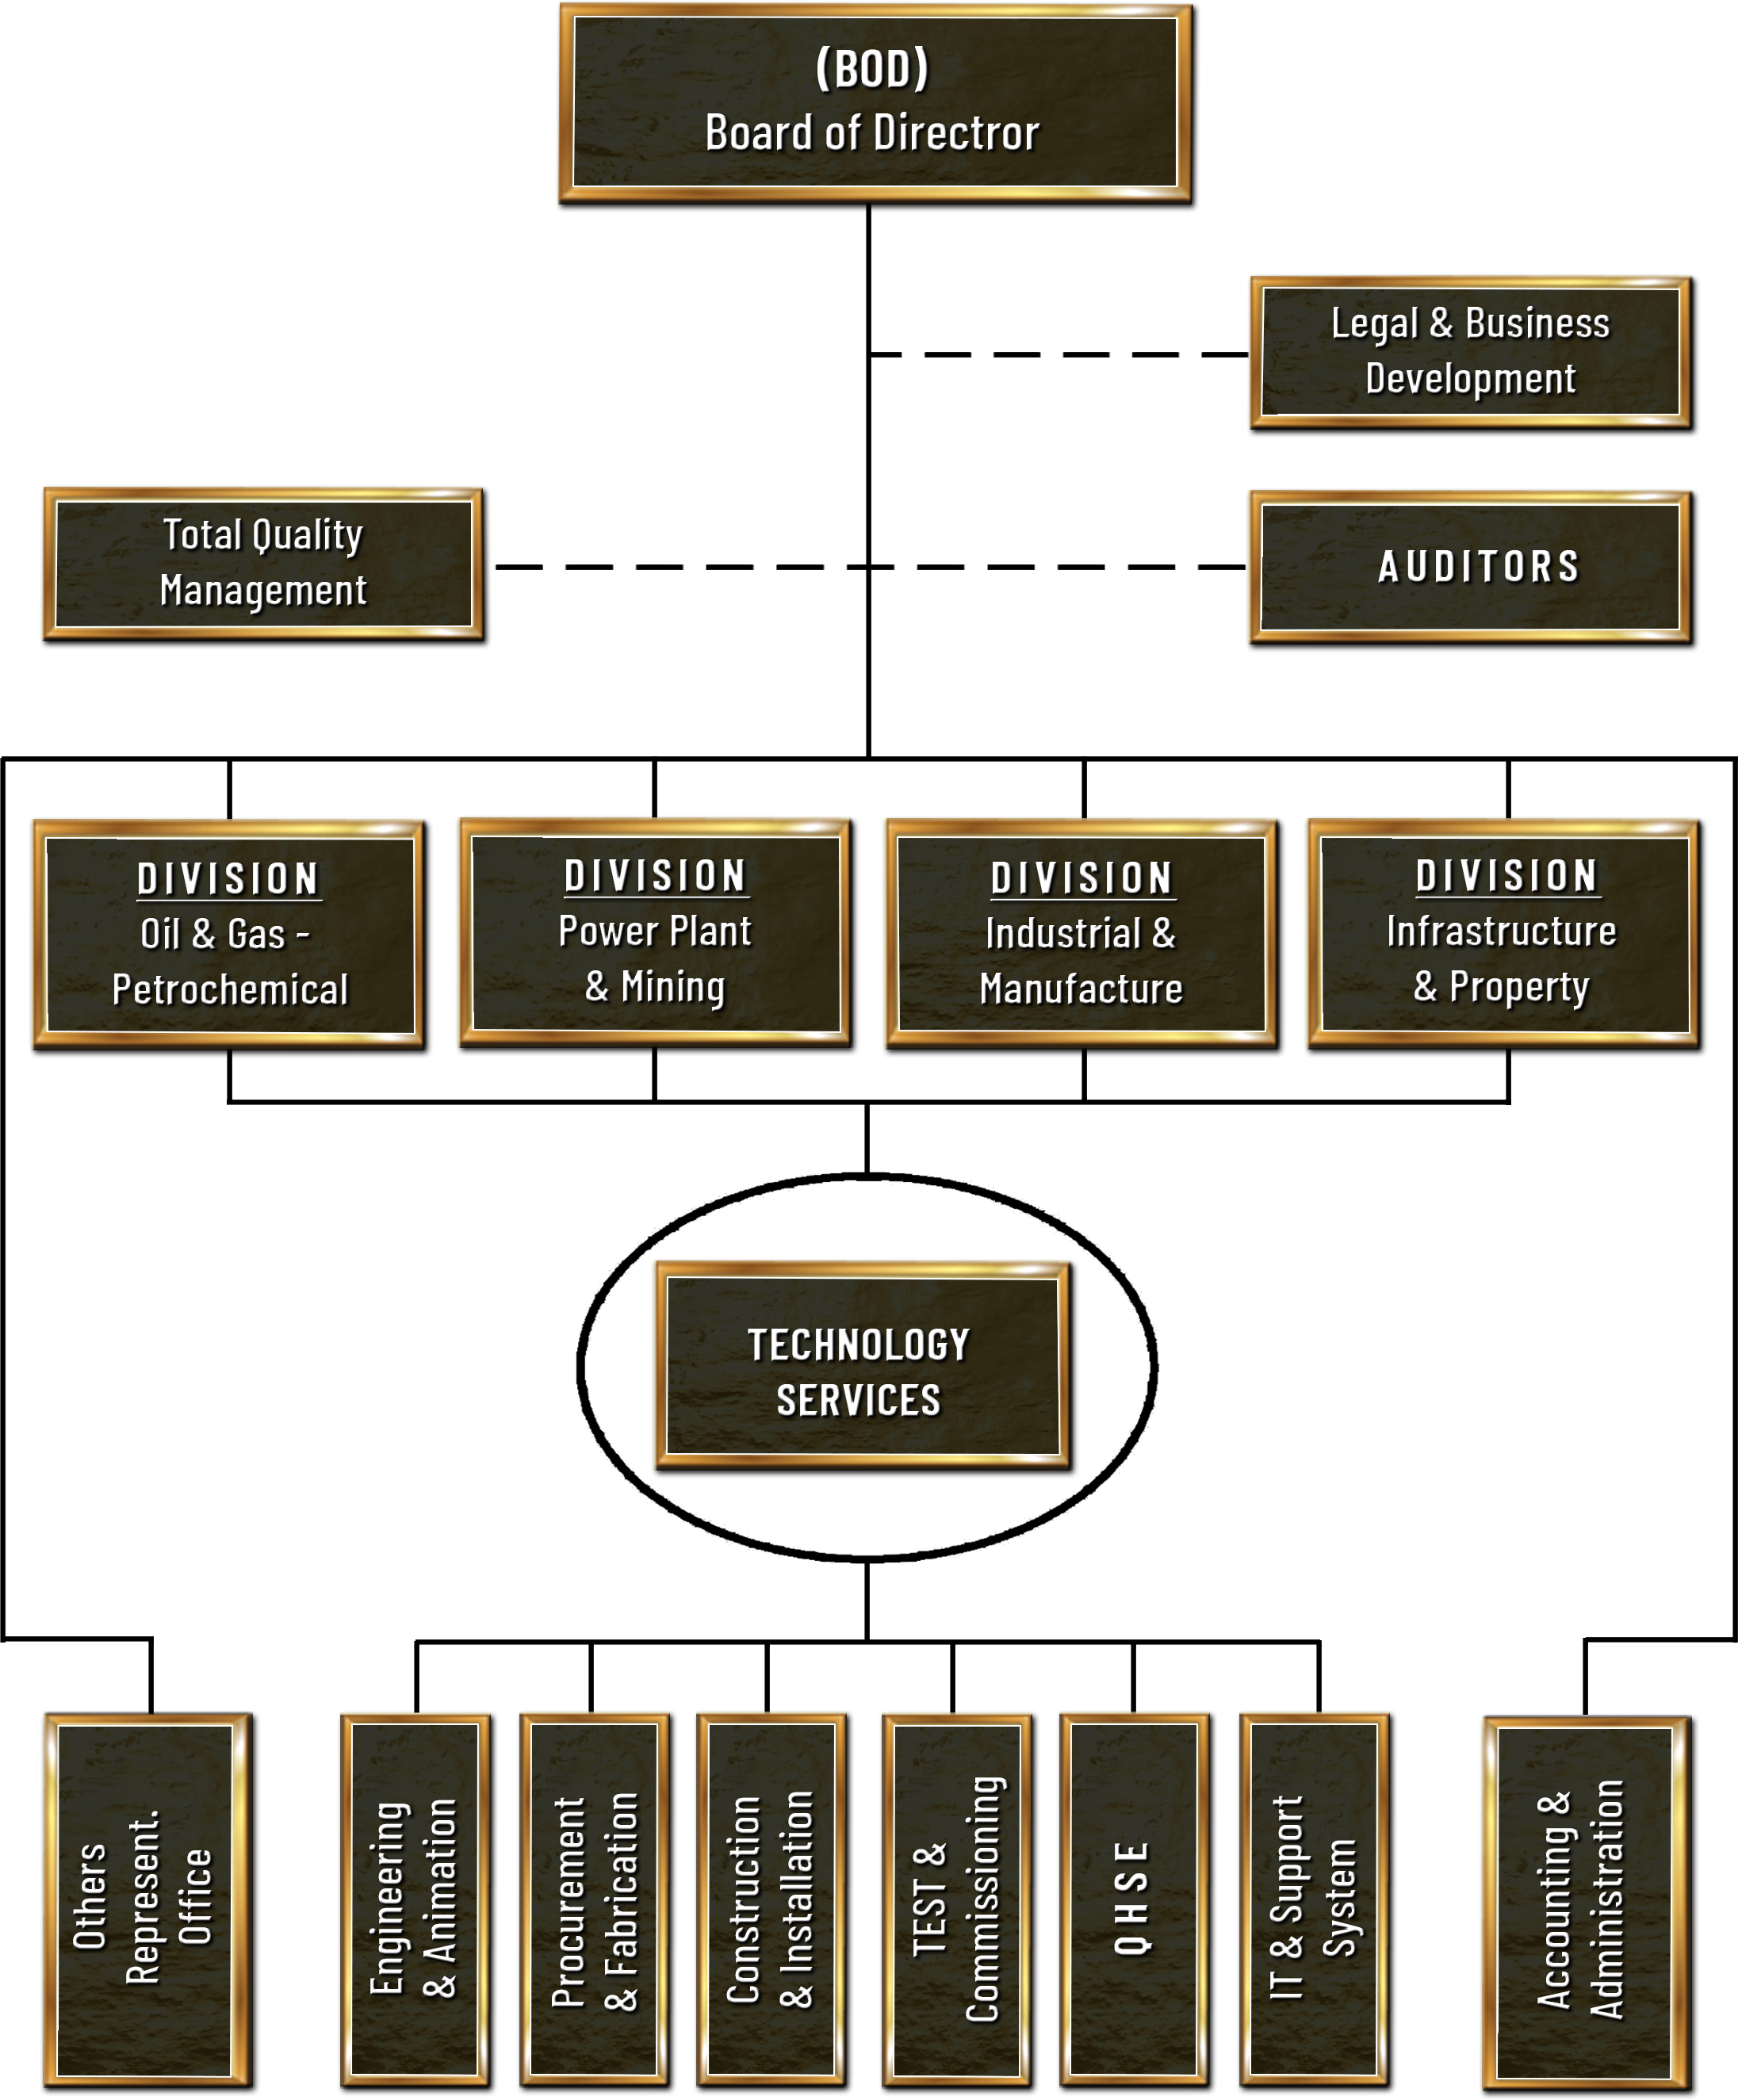 (BOD)
Board of Directror
Legal & Business
Development
Total Quality
Management
AUDITORS
DIVISION
Oil & Gas -
Petrochemical
DIVISION
Power Plant
& Mining
DIVISION
Industrial &
Manufacture
DIVISION
Infrastructure
& Property
TECHNOLOGY
SERVICES
Others
Represent.
Office
Engineering
& Animation
Procurement
& Fabrication
Construction
& Installation
TEST &
Commissioning
QHSE
IT & Support
System
Accounting &
Administration